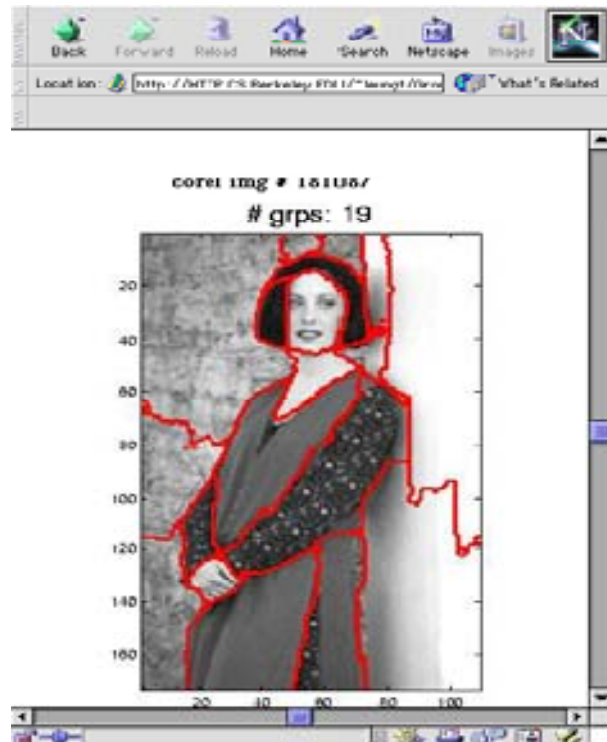 Back Forward Reload Home Search Netscape Images
Location: What's Related
corel img #
# grps: 19
20
40
60
80
100
120
140
160
20 40 60 80 100